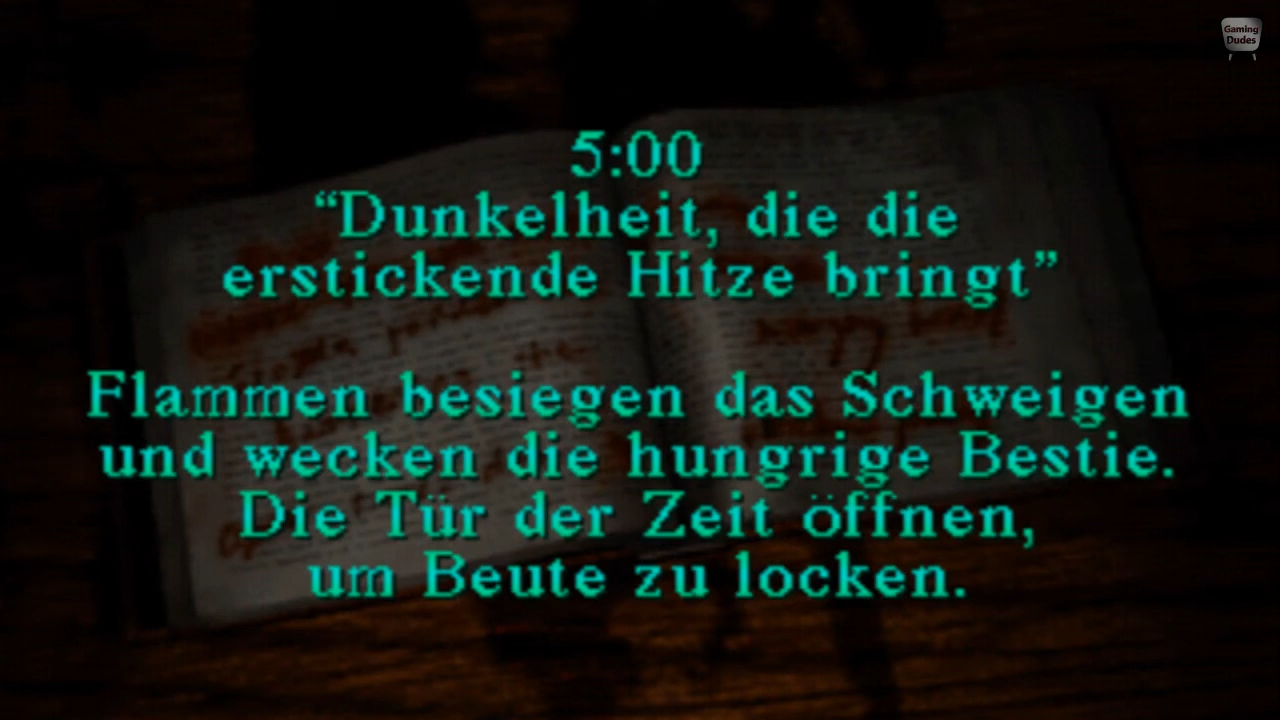 Gaming
Dudes
5:00
“Dunkelheit, die die
erstickende Hitze bringt”
Flammen besiegen das Schweigen
und wecken die hungrige Bestie.
Die Tür der Zeit öffnen,
um Beute zu locken.